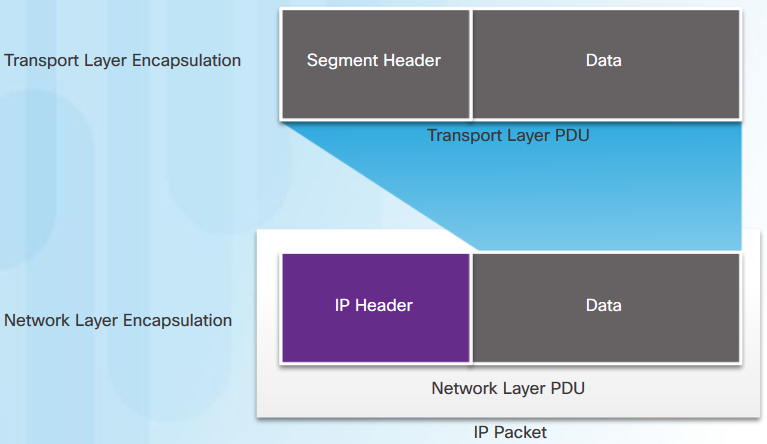 Transport Layer Encapsulation
Segment Header
Data
Transport Layer PDU
Network Layer Encapsulation
IP Header
Data
Network Layer PDU
IP Packet